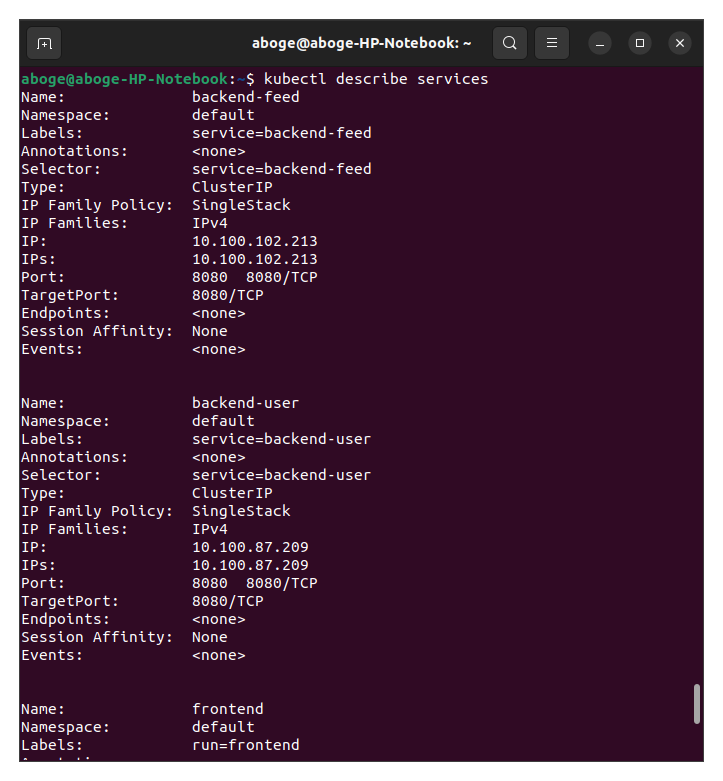 aboge@aboge-HP-Notebook: ~
aboge@aboge-HP-Notebook:~$ kubectl describe services
Name:              backend-feed
Namespace:         default
Labels:            service=backend-feed
Annotations:       <none>
Selector:          service=backend-feed
Type:              ClusterIP
IP Family Policy:  SingleStack
IP Families:       IPv4
IP:                10.100.102.213
IPs:               10.100.102.213
Port:              8080  8080/TCP
TargetPort:        8080/TCP
Endpoints:         <none>
Session Affinity:  None
Events:            <none>
Name:              backend-user
Namespace:         default
Labels:            service=backend-user
Annotations:       <none>
Selector:          service=backend-user
Type:              ClusterIP
IP Family Policy:  SingleStack
IP Families:       IPv4
IP:                10.100.87.209
IPs:               10.100.87.209
Port:              8080  8080/TCP
TargetPort:        8080/TCP
Endpoints:         <none>
Session Affinity:  None
Events:            <none>
Name:              frontend
Namespace:         default
Labels:            run=frontend